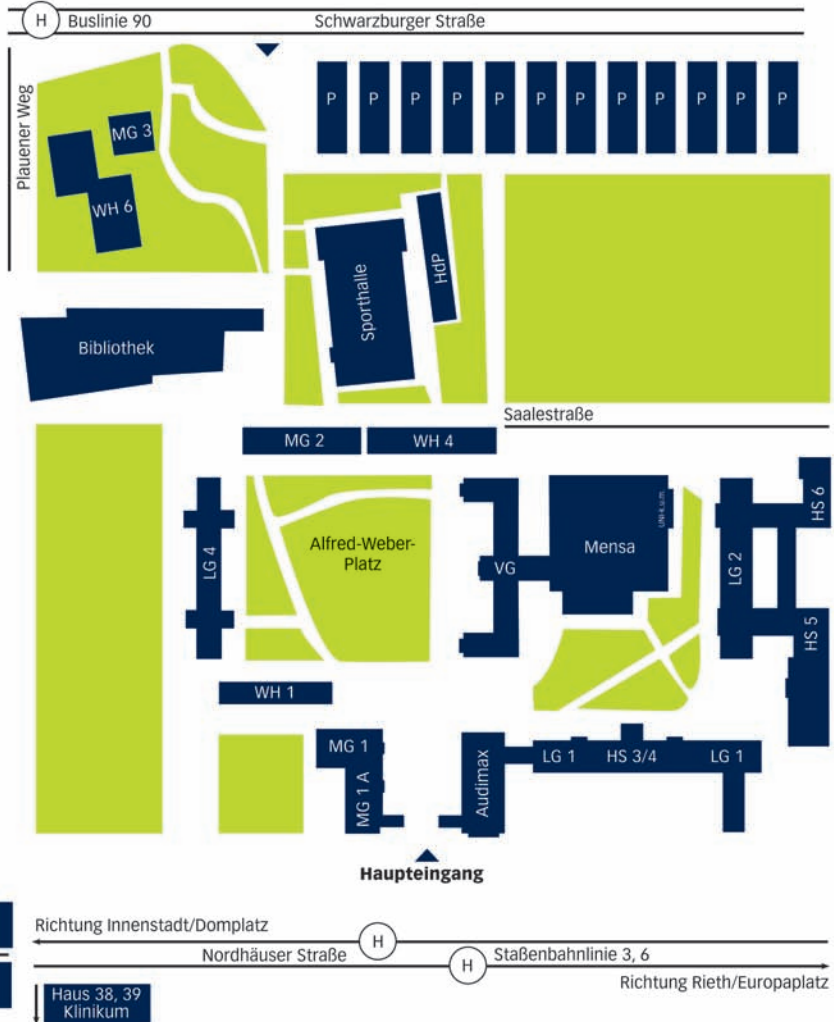 H Buslinie 90 Schwarzburger Straße
Plauener Weg
P P P P P P P P P P P P
MG 3
WH 6
Sporthalle
HdP
Bibliothek
Saalestraße
MG 2 WH 4
LG 4
Alfred-Weber-
Platz
VG
Mensa
LG 2
HS 6
HS 5
WH 1
MG 1
MG 1 A
Audimax
LG 1 HS 3/4 LG 1
Haupteingang
Richtung Innenstadt/Domplatz
H
Nordhäuser Straße
H
Staßenbahnlinie 3, 6
Richtung Rieth/Europaplatz
Haus 38, 39
Klinikum